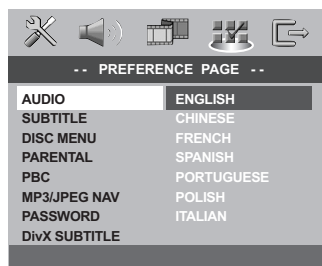 -- PREFERENCE PAGE --
AUDIO ENGLISH
SUBTITLE CHINESE
DISC MENU FRENCH
PARENTAL SPANISH
PBC PORTUGUESE
MP3/JPEG NAV POLISH
PASSWORD ITALIAN
DivX SUBTITLE